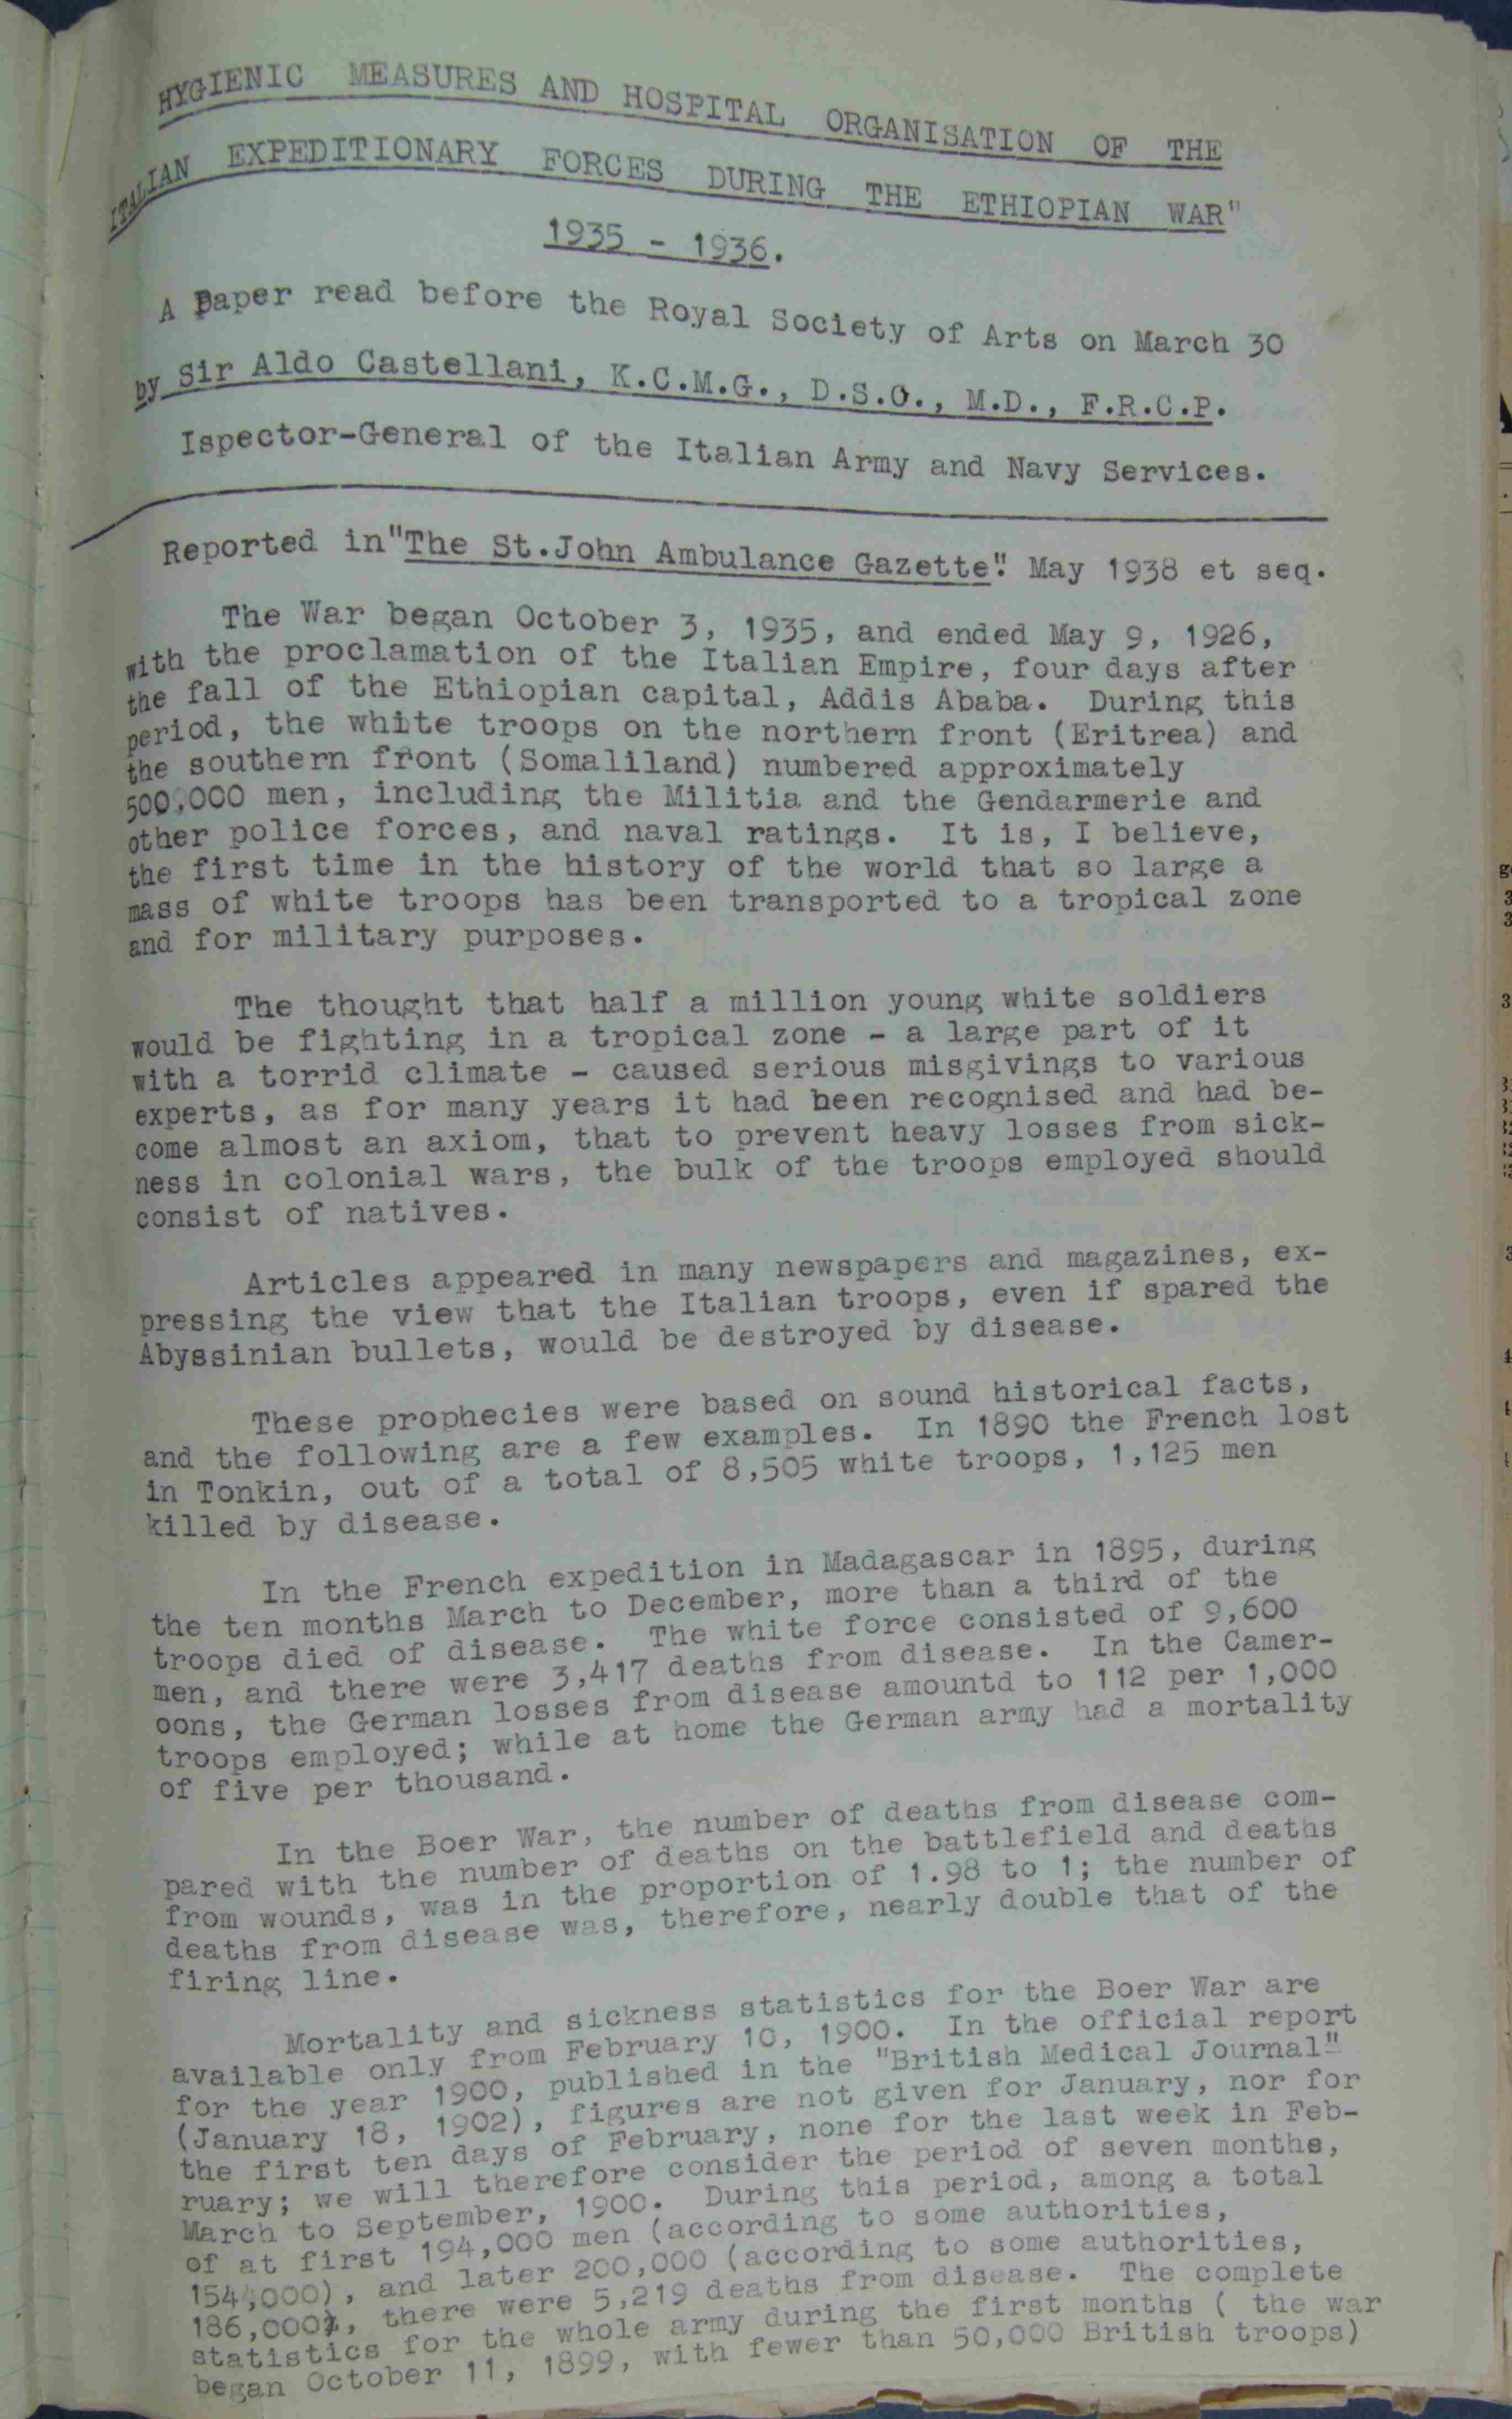 HYGIENIC MEASURES AND HOSPITAL ORGANISATION OF THE
ITALIAN EXPEDITIONARY FORCES DURING THE ETHIOPIAN WAR"
1935 - 1936.
A Paper read before the Royal Society of Arts on March 30
by Sir Aldo Castellani, K.C.M.G., D.S.O., M.D., F.R.C.P.
Ispector-General of the Italian Army and Navy Services.
Reported in "The St.John Ambulance Gazette". May 1938 et seq.
The War began October 3, 1935, and ended May 9, 1926,
with the proclamation of the Italian Empire, four days after
the fall of the Ethiopian capital, Addis Ababa. During this
period, the white troops on the northern front (Eritrea) and
the southern front (Somaliland) numbered approximately
500,000 men, including the Militia and the Gendarmerie and
other police forces, and naval ratings. It is, I believe,
the first time in the history of the world that so large a
mass of white troops has been transported to a tropical zone
and for military purposes.
The thought that half a million young white soldiers
would be fighting in a tropical zone - a large part of it
with a torrid climate - caused serious misgivings to various
experts, as for many years it had been recognised and had be-
come almost an axiom, that to prevent heavy losses from sick-
ness in colonial wars, the bulk of the troops employed should
consist of natives.
Articles appeared in many newspapers and magazines, ex-
pressing the view that the Italian troops, even if spared the
Abyssinian bullets, would be destroyed by disease.
These prophecies were based on sound historical facts,
and the following are a few examples. In 1890 the French lost
in Tonkin, out of a total of 8,505 white troops, 1,125 men
killed by disease.
In the French expedition in Madagascar in 1895, during
the ten months March to December, more than a third of the
troops died of disease. The white force consisted of 9,600
men, and there were 3,417 deaths from disease. In the Camer-
oons, the German losses from disease amountd to 112 per 1,000
troops employed; while at home the German army had a mortality
of five per thousand.
In the Boer War, the number of deaths from disease com-
pared with the number of deaths on the battlefield and deaths
from wounds, was in the proportion of 1.98 to 1; the number of
deaths from disease was, therefore, nearly double that of the
firing line.
Mortality and sickness statistics for the Boer War are
available only from February 10, 1900. In the official report
for the year 1900, published in the "British Medical Journal"
(January 18, 1902), figures are not given for January, nor for
the first ten days of February, none for the last week in Feb-
ruary; we will therefore consider the period of seven months,
March to September, 1900. During this period, among a total
of at first 194,000 men (according to some authorities,
154,000), and later 200,000 (according to some authorities,
186,000), there were 5,219 deaths from disease. The complete
statistics for the whole army during the first months ( the war
began October 11, 1899, with fewer than 50,000 British troops)